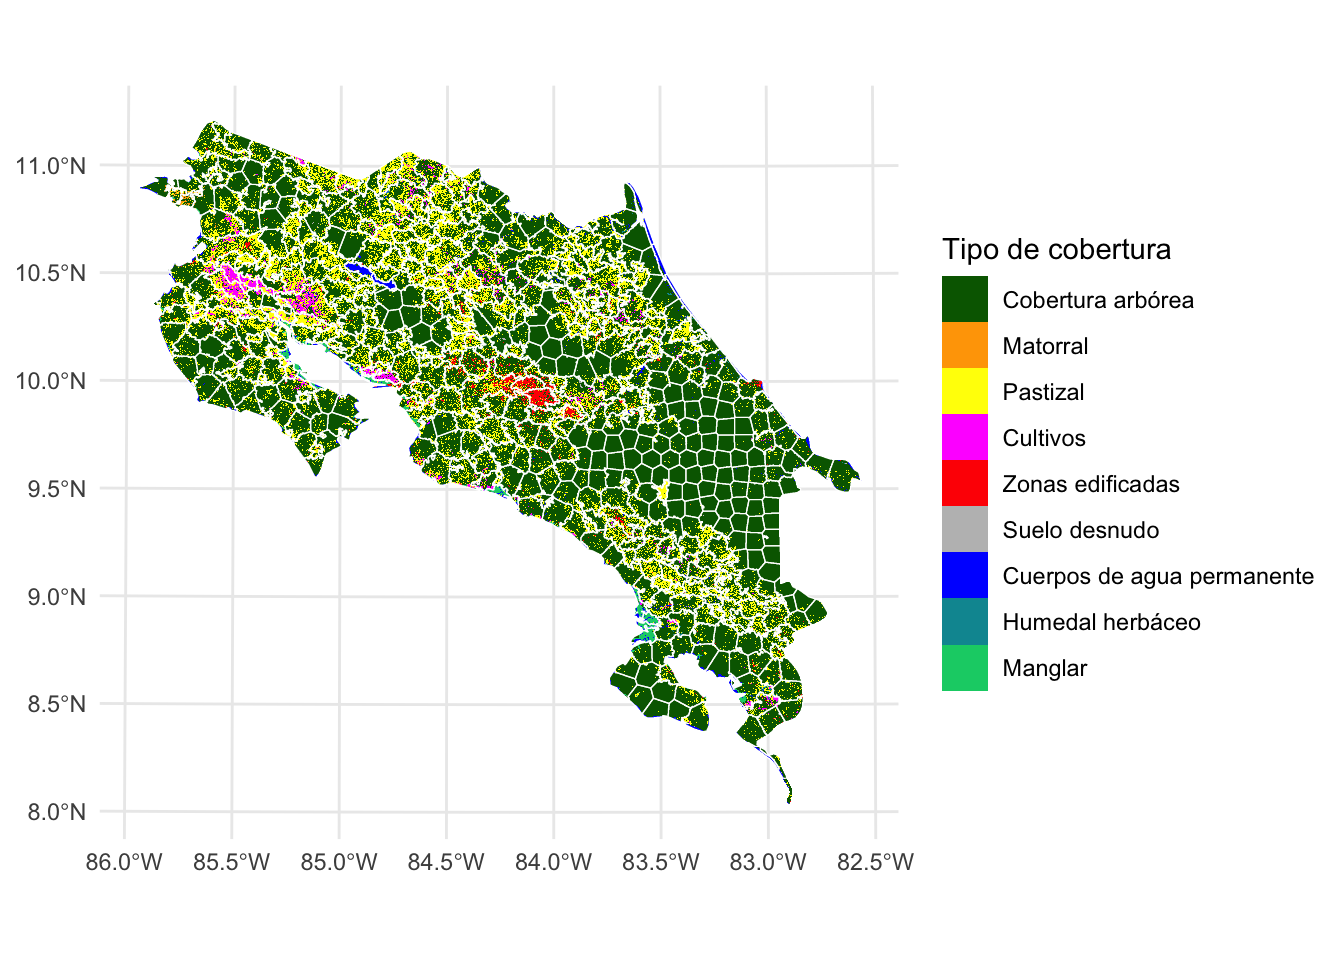 11.0°N
10.5°N
10.0°N
9.5°N
9.0°N
8.5°N
8.0°N
86.0°W 85.5°W 85.0°W 84.5°W 84.0°W 83.5°W 83.0°W 82.5°W
Tipo de cobertura
Cobertura arbórea
Matorral
Pastizal
Cultivos
Zonas edificadas
Suelo desnudo
Cuerpos de agua permanente
Humedal herbáceo
Manglar